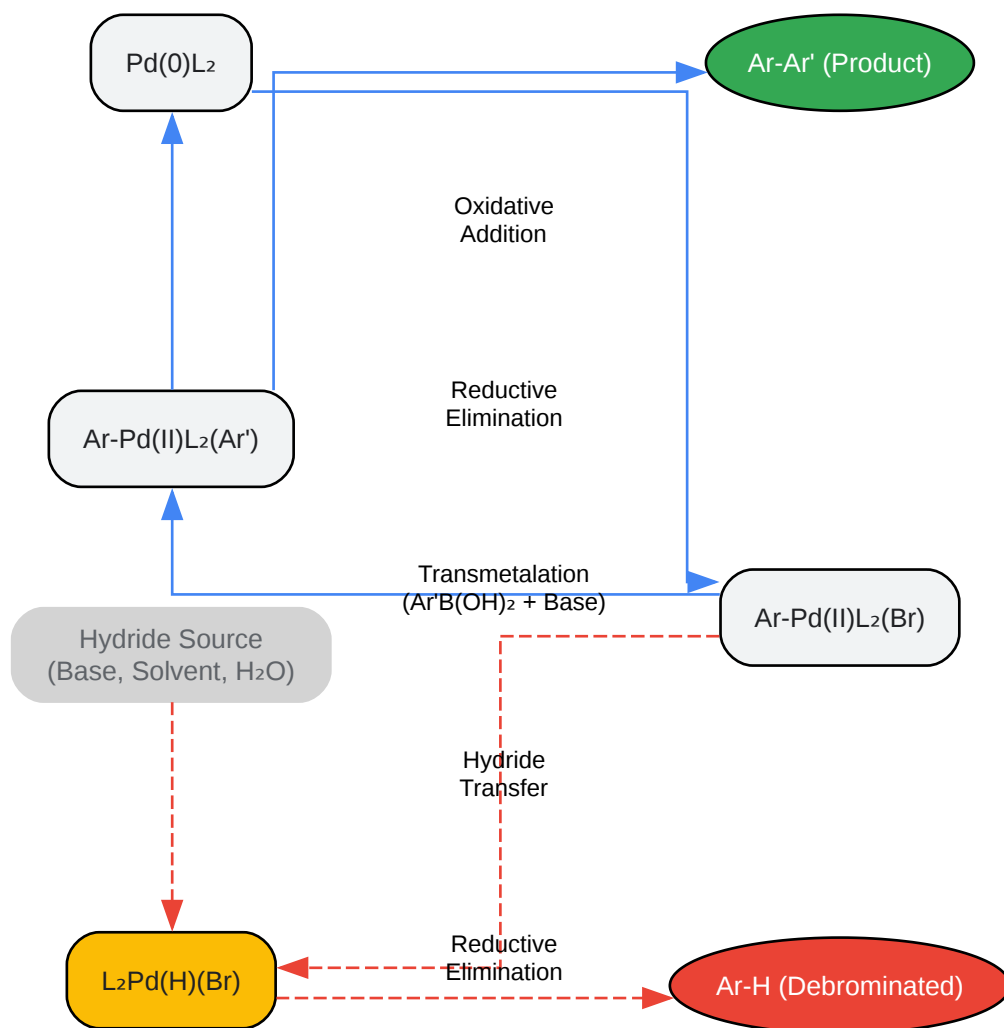 Pd(0)L₂
Ar-Ar' (Product)
Oxidative
Addition
Reductive
Elimination
Ar-Pd(II)L₂(Ar')
Transmetalation
(Ar'B(OH)₂ + Base)
Ar-Pd(II)L₂(Br)
Hydride Source
(Base, Solvent, H₂O)
Hydride
Transfer
Reductive
Elimination
L₂Pd(H)(Br)
Ar-H (Debrominated)